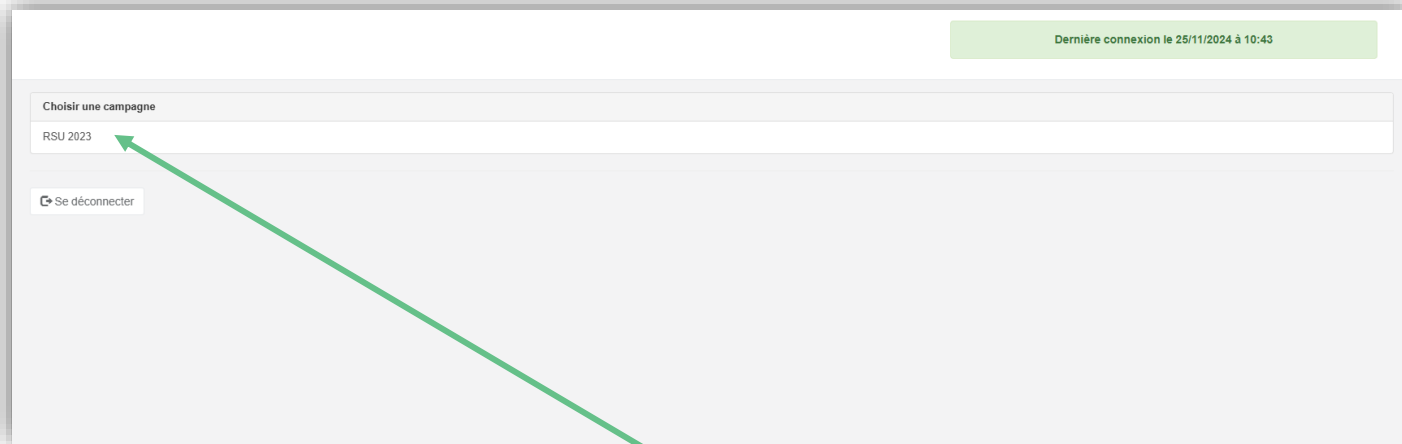 Dernière connexion le 25/11/2024 à 10:43
Choisir une campagne
RSU 2023
Se déconnecter